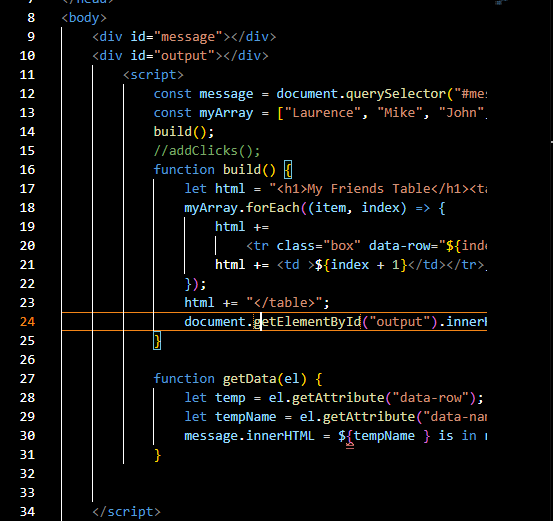 8 <body>
9 <div id="message"></div>
10 <div id="output"></div>
11 <script>
12 const message = document.querySelector("#mes
13 const myArray = ["Laurence", "Mike", "John",
14 build();
15 //addClicks();
16 function build() {
17 let html = "<h1>My Friends Table</h1><ta
18 myArray.forEach((item, index) => {
19 html +=
20 <tr class="box" data-row="${inde
21 html += <td >${index + 1}</td></tr>
22 });
23 html += "</table>";
24 document.getElementById("output").innerH
25 }
26
27 function getData(el) {
28 let temp = el.getAttribute("data-row");
29 let tempName = el.getAttribute("data-nam
30 message.innerHTML = ${tempName } is in r
31 }
32
33
34 </script>